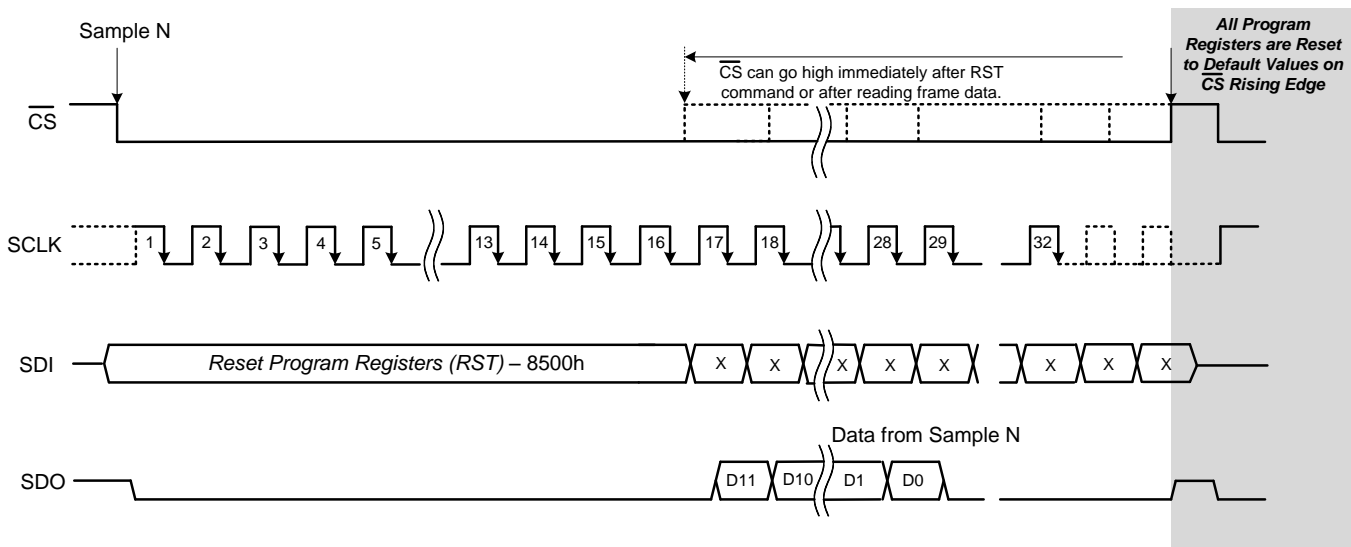 Sample N
All Program
Registers are Reset
to Default Values on
CS Rising Edge
CS can go high immediately after RST
command or after reading frame data.
CS
SCLK
1 2 3 4 5 13 14 15 16 17 18 28 29 32
SDI
Reset Program Registers (RST) – 8500h
X X X X X X X X
Data from Sample N
SDO
D11 D10 D1 D0